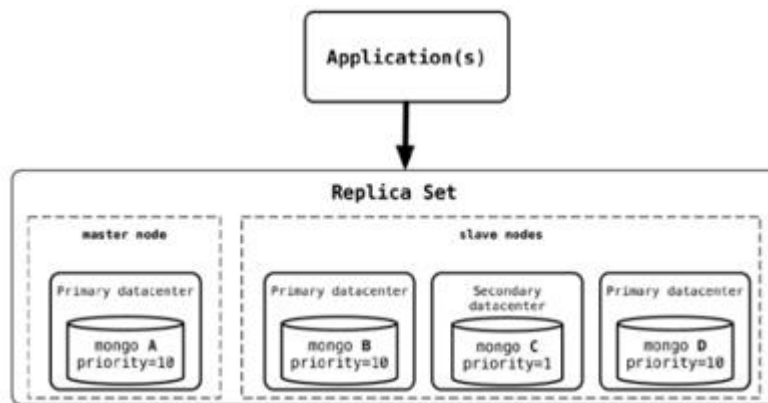 Application(s)
Replica Set
master node
slave nodes
Primary datacenter
mongo A
priority=10
Primary datacenter
mongo B
priority=10
Secondary
datacenter
mongo C
priority=1
Primary datacenter
mongo D
priority=10